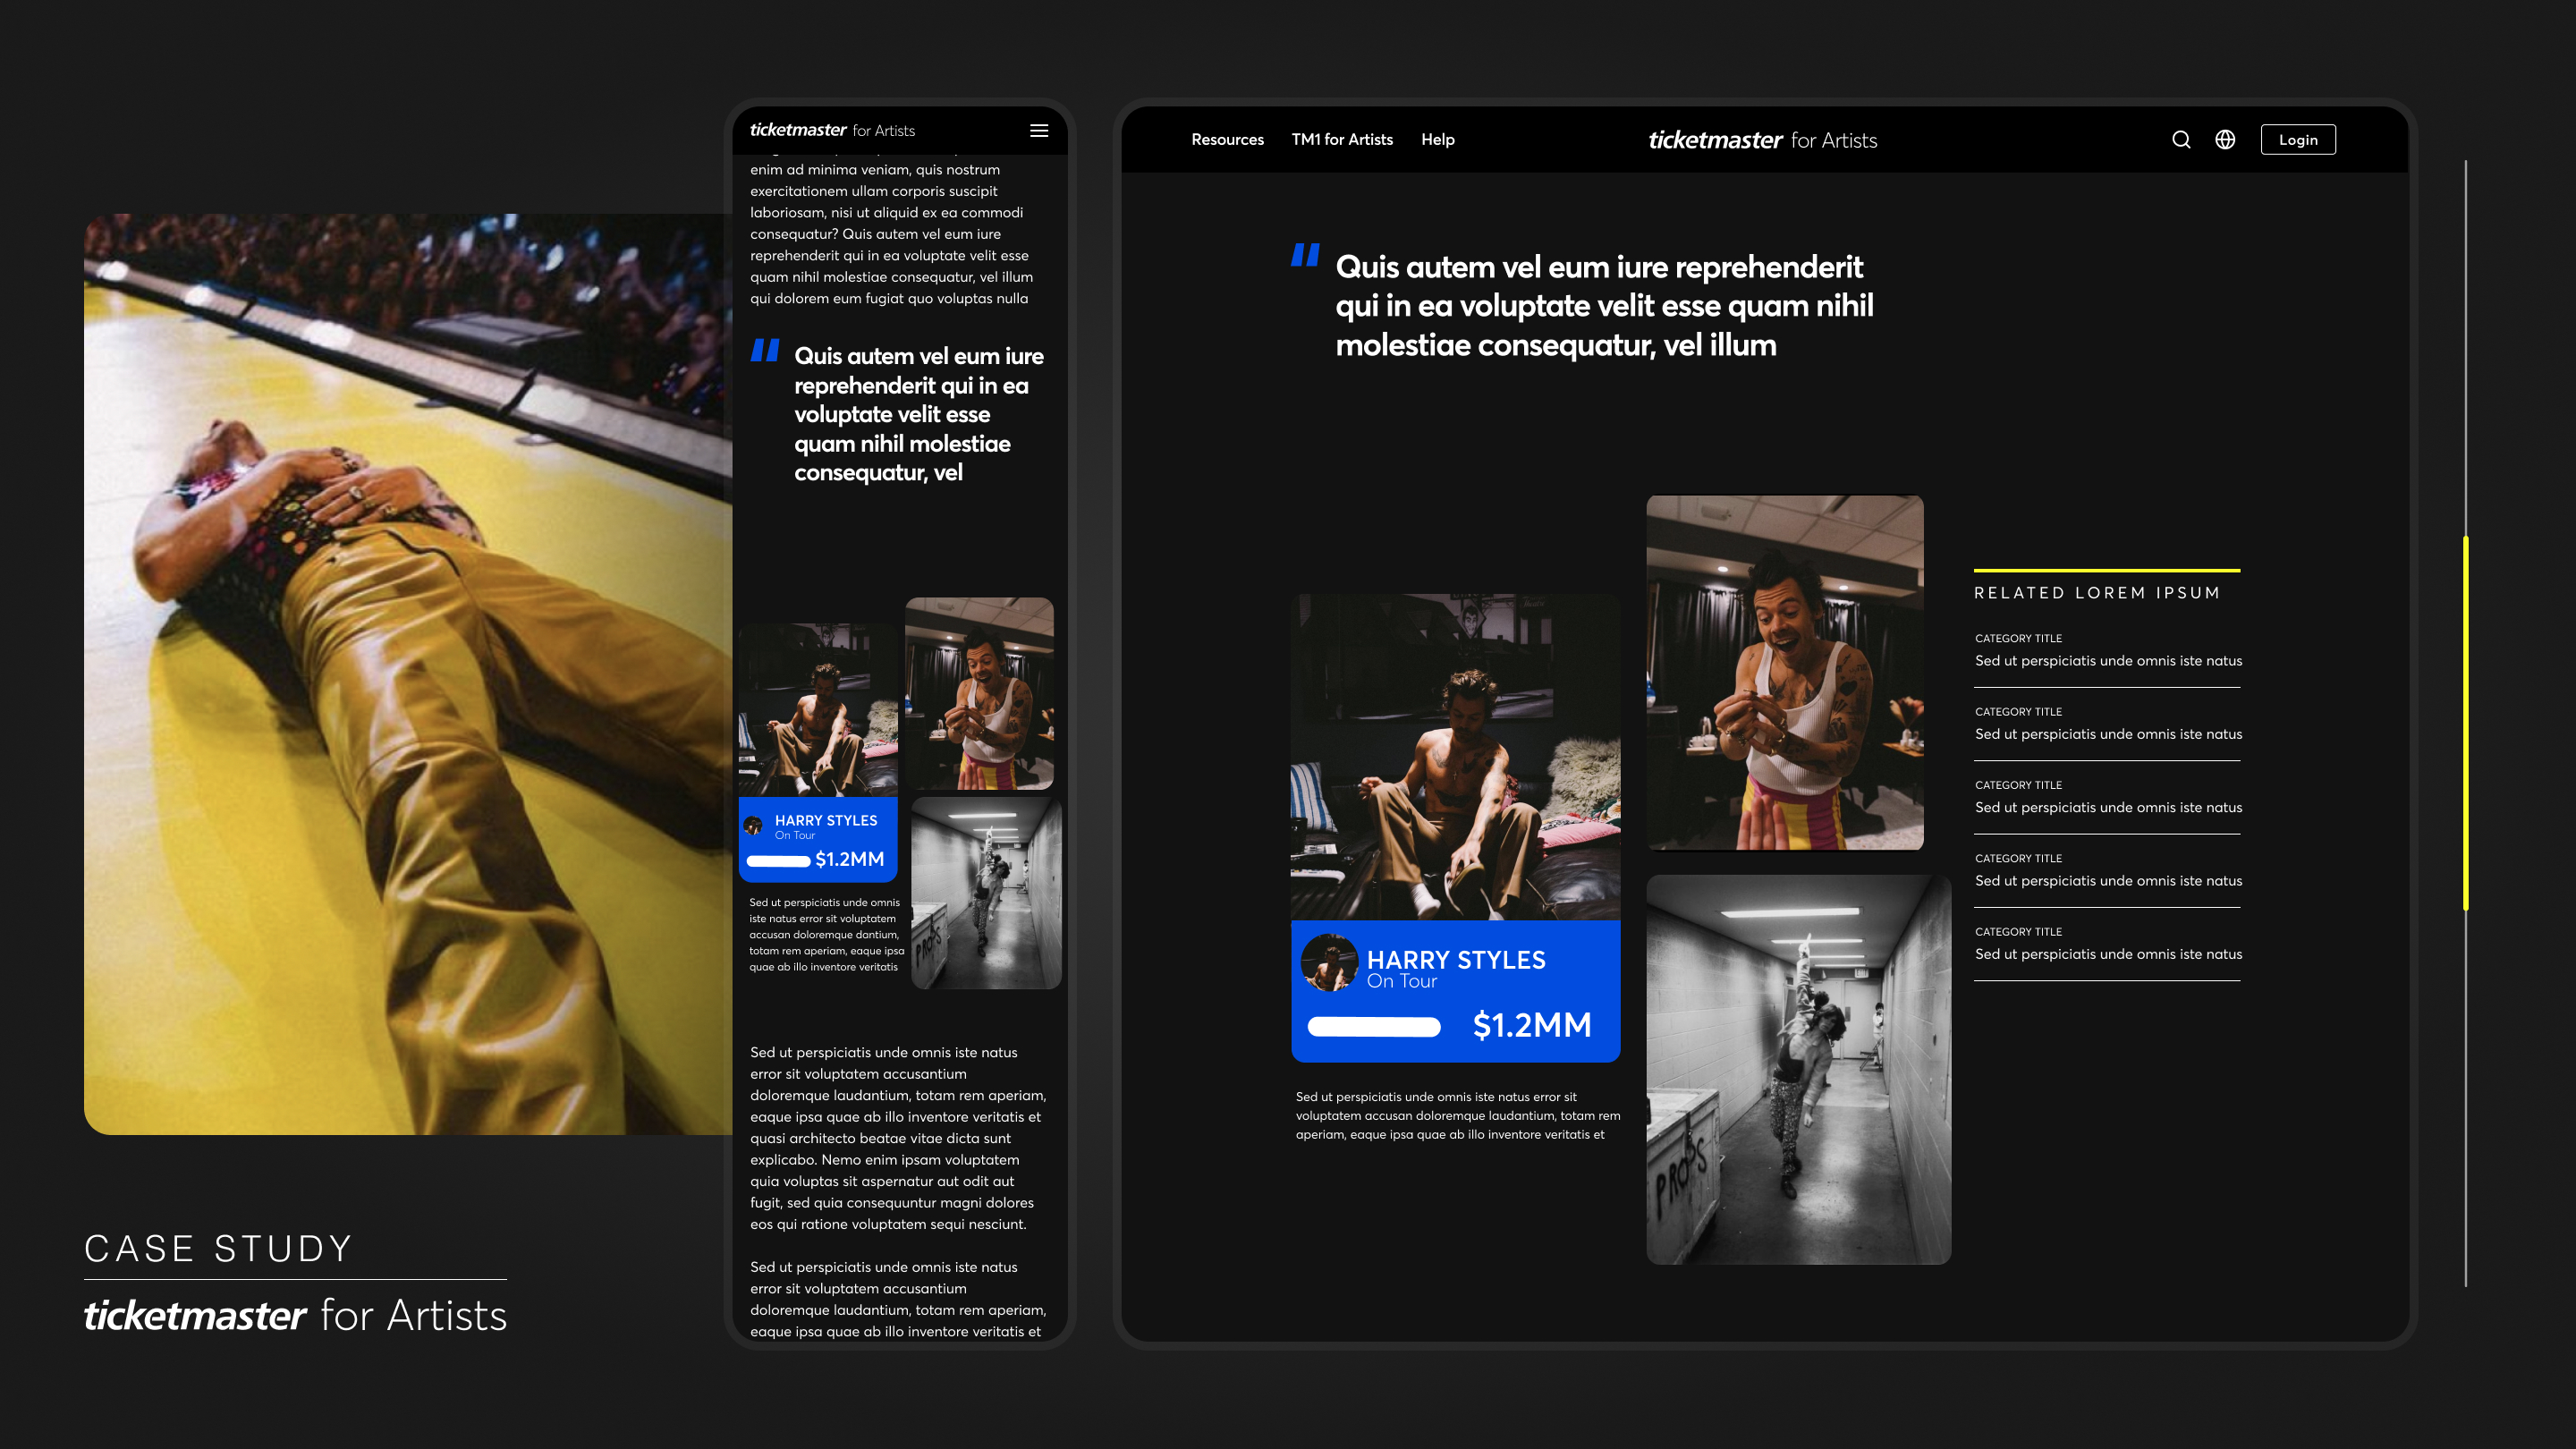 ticketmaster for Artists
enim ad minima veniam, quis nostrum
exercitationem ullam corporis suscipit
laboriosam, nisi ut aliquid ex ea commodi
consequatur? Quis autem vel eum iure
reprehenderit qui in ea voluptate velit esse
quam nihil molestiae consequatur, vel illum
qui dolorem eum fugiat quo voluptas nulla
" Quis autem vel eum iure
reprehenderit qui in ea
voluptate velit esse
quam nihil molestiae
consequatur, vel
HARRY STYLES
On Tour
$1.2MM
PROPS
Sed ut perspiciatis unde omnis
iste natus error sit voluptatem
accusan doloremque dantium,
totam rem aperiam, eaque ipsa
quae ab illo inventore veritatis
Sed ut perspiciatis unde omnis iste natus
error sit voluptatem accusantium
doloremque laudantium, totam rem aperiam,
eaque ipsa quae ab illo inventore veritatis et
quasi architecto beatae vitae dicta sunt
explicabo. Nemo enim ipsam voluptatem
quia voluptas sit aspernatur aut odit aut
fugit, sed quia consequuntur magni dolores
eos qui ratione voluptatem sequi nesciunt.
Sed ut perspiciatis unde omnis iste natus
error sit voluptatem accusantium
doloremque laudantium, totam rem aperiam,
eaque ipsa quae ab illo inventore veritatis et
Resources TM1 for Artists Help ticketmaster for Artists Login
" Quis autem vel eum iure reprehenderit
qui in ea voluptate velit esse quam nihil
molestiae consequatur, vel illum
HARRY STYLES
On Tour
$1.2MM
Sed ut perspiciatis unde omnis iste natus error sit
voluptatem accusan doloremque laudantium, totam rem
aperiam, eaque ipsa quae ab illo inventore veritatis et
PROPS
RELATED LOREM IPSUM
CATEGORY TITLE
Sed ut perspiciatis unde omnis iste natus
CATEGORY TITLE
Sed ut perspiciatis unde omnis iste natus
CATEGORY TITLE
Sed ut perspiciatis unde omnis iste natus
CATEGORY TITLE
Sed ut perspiciatis unde omnis iste natus
CATEGORY TITLE
Sed ut perspiciatis unde omnis iste natus
CASE STUDY
ticketmaster for Artists